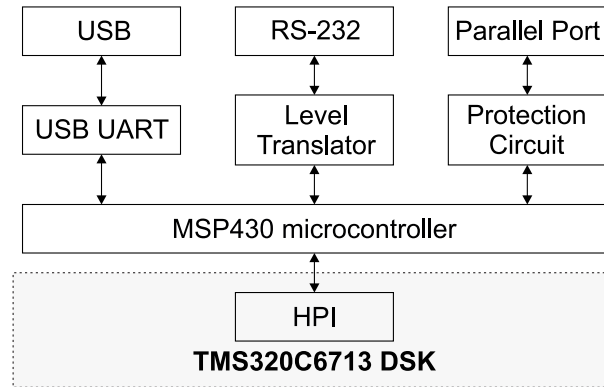 USB
RS-232
Parallel Port
USB UART
Level
Translator
Protection
Circuit
MSP430 microcontroller
HPI
TMS320C6713 DSK